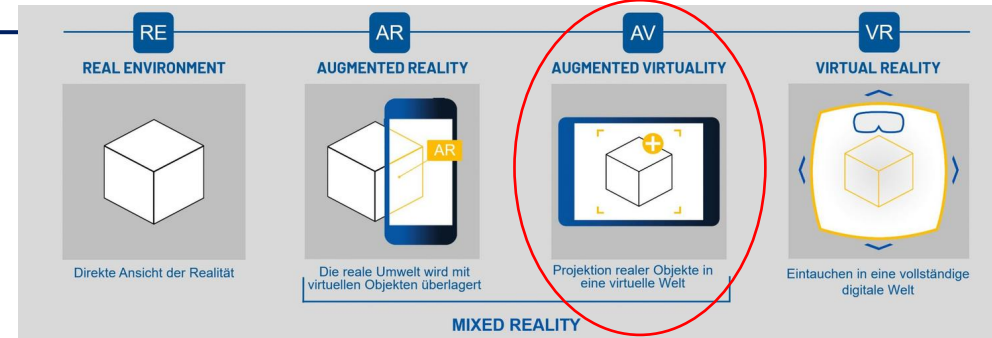 RE
AR
AV
VR
REAL ENVIRONMENT
AUGMENTED REALITY
AUGMENTED VIRTUALITY
VIRTUAL REALITY
AR
Direkte Ansicht der Realität
Die reale Umwelt wird mit
virtuellen Objekten überlagert
Projektion realer Objekte in
eine virtuelle Welt
Eintauchen in eine vollständige
digitale Welt
MIXED REALITY